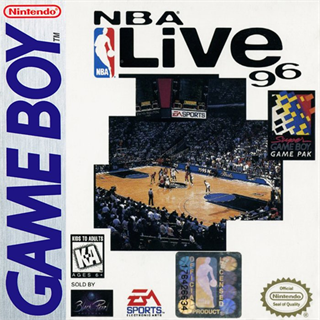 Nintendo
GAME BOY
TM
NBA
LIVE
96
NBA
EA SPORTS
Super
GAME BOY
GAME PAK
KIDS TO ADULTS
K-A
AGES 6+
SOLD BY
EA
SPORTS
ELECTRONIC ARTS
OFFICIAL
LICENSED
PRODUCT
Official
Nintendo
Seal of Quality